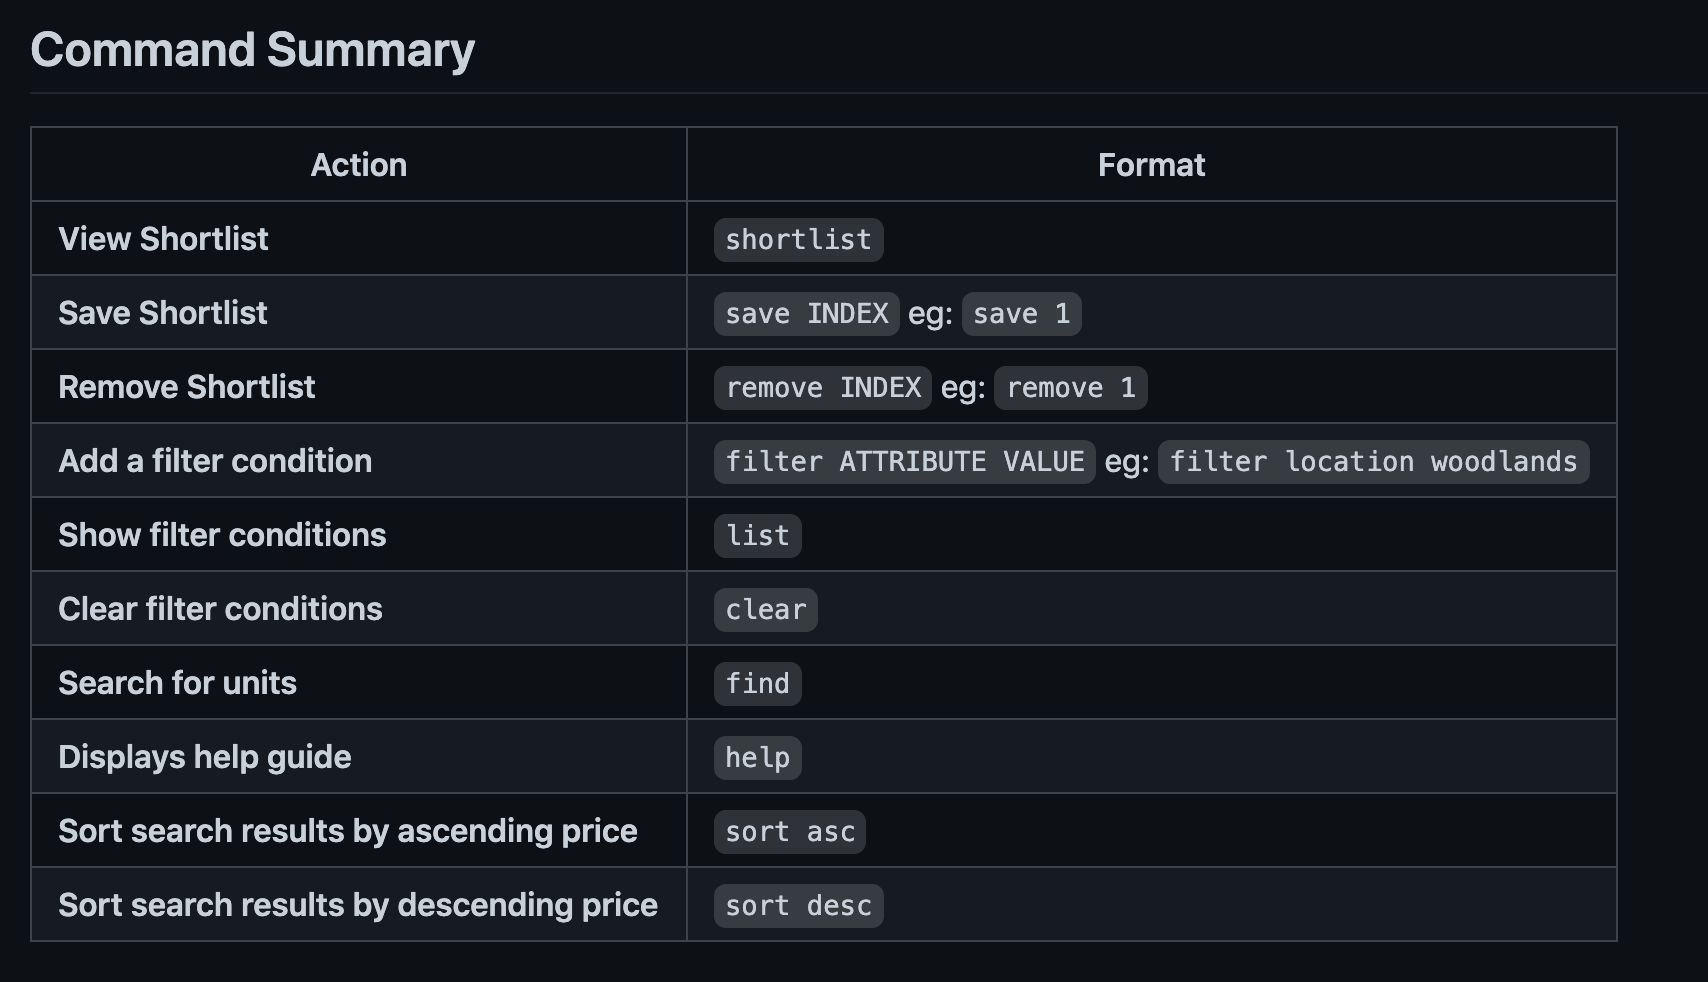 Command Summary
Action Format
View Shortlist shortlist
Save Shortlist save INDEX eg: save 1
Remove Shortlist remove INDEX eg: remove 1
Add a filter condition filter ATTRIBUTE VALUE eg: filter location woodlands
Show filter conditions list
Clear filter conditions clear
Search for units find
Displays help guide help
Sort search results by ascending price sort asc
Sort search results by descending price sort desc